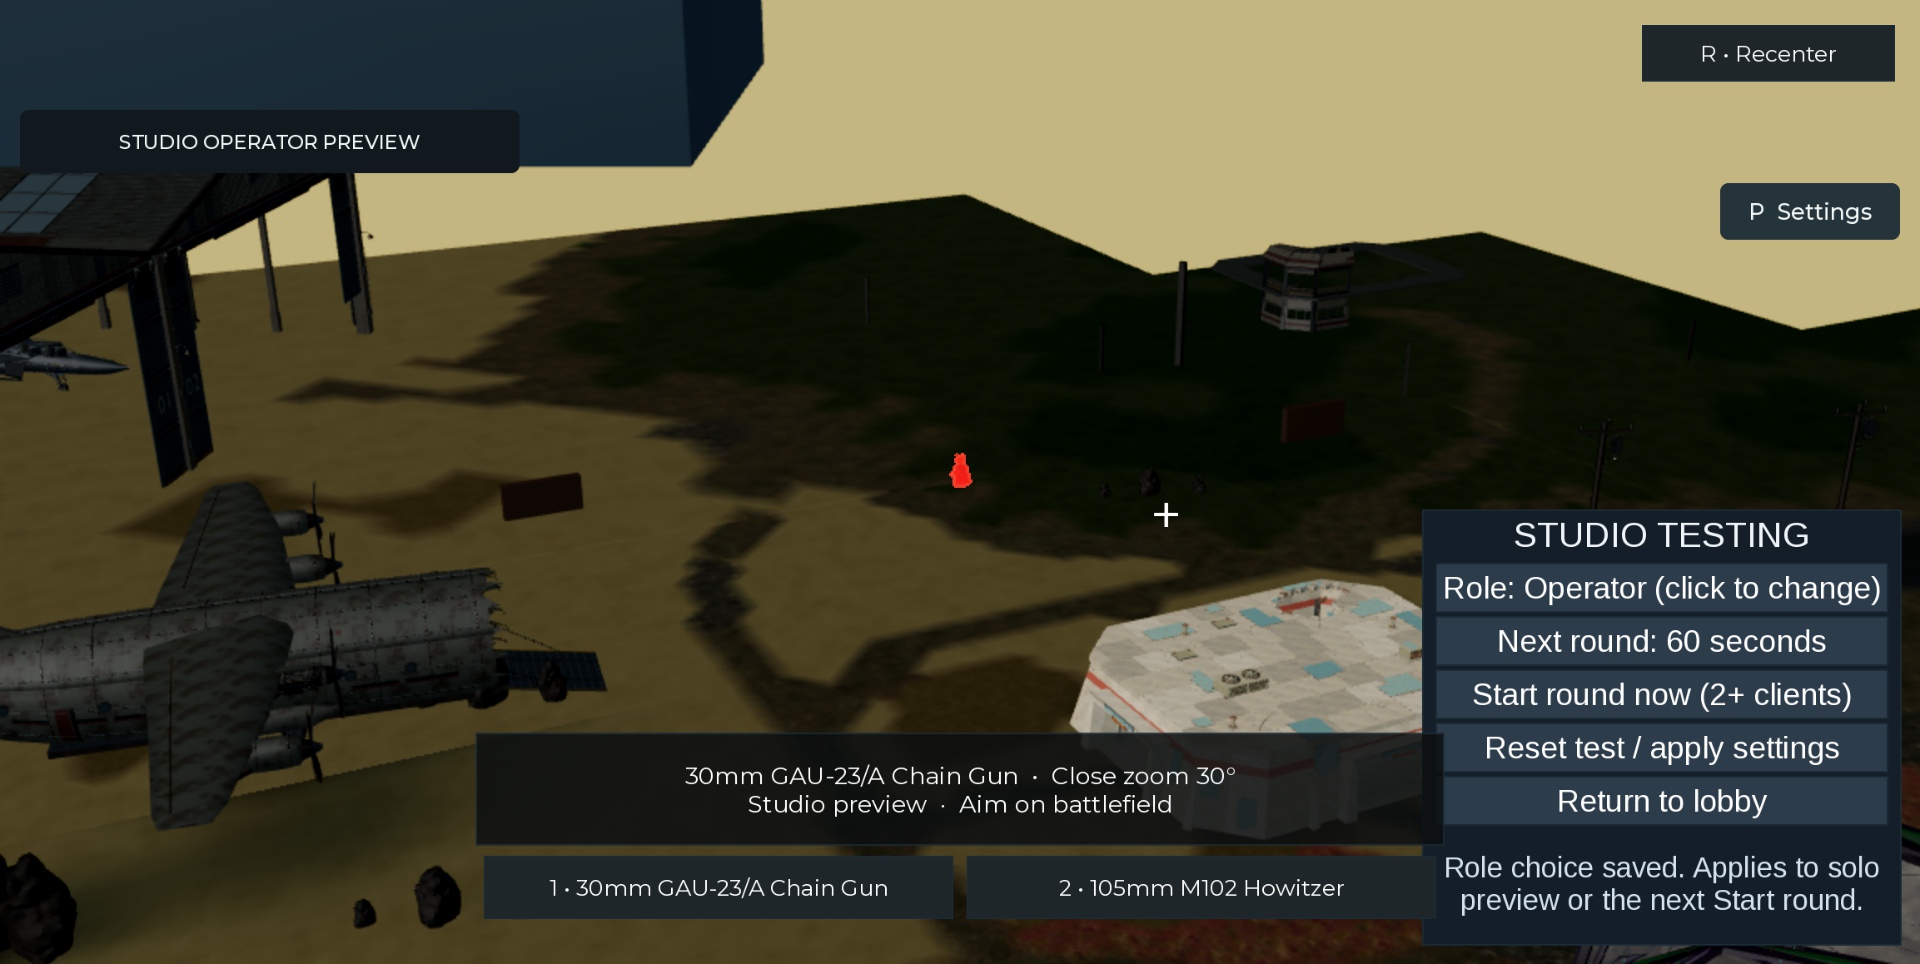 R • Recenter
STUDIO OPERATOR PREVIEW
P Settings
01
02
STUDIO TESTING
Role: Operator (click to change)
Next round: 60 seconds
Start round now (2+ clients)
Reset test / apply settings
Return to lobby
Role choice saved. Applies to solo
preview or the next Start round.
30mm GAU-23/A Chain Gun • Close zoom 30°
Studio preview · Aim on battlefield
1 • 30mm GAU-23/A Chain Gun
2 • 105mm M102 Howitzer